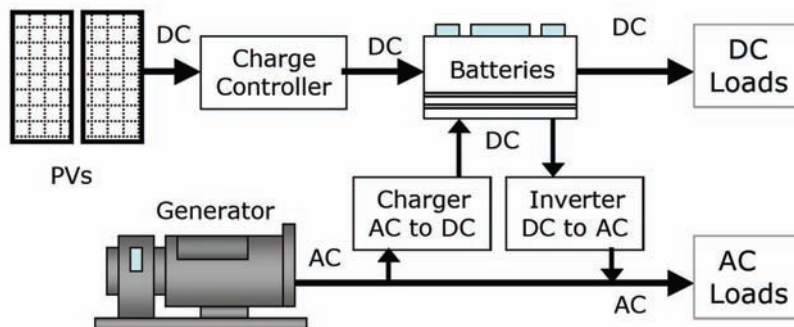 DC
Charge
Controller
DC
Batteries
DC
DC
Loads
PVs
DC
Generator
Charger
AC to DC
Inverter
DC to AC
AC
AC
AC
Loads